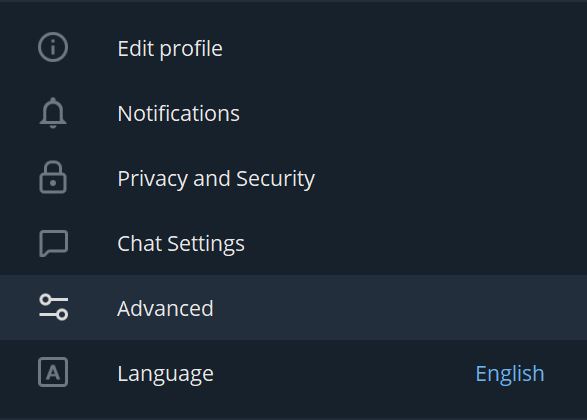 Edit profile
Notifications
Privacy and Security
Chat Settings
Advanced
A
Language English